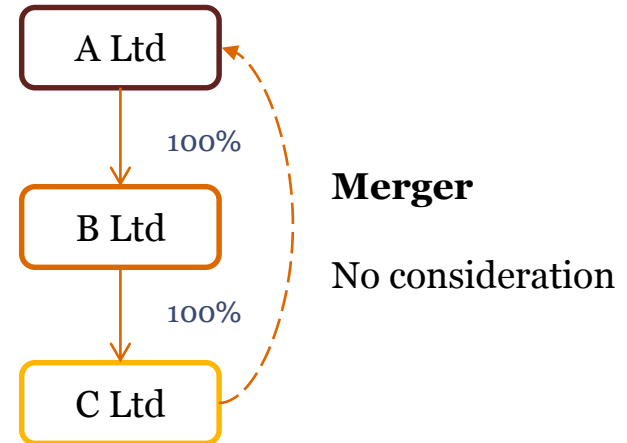 A Ltd
100%
Merger
B Ltd
No consideration
100%
C Ltd